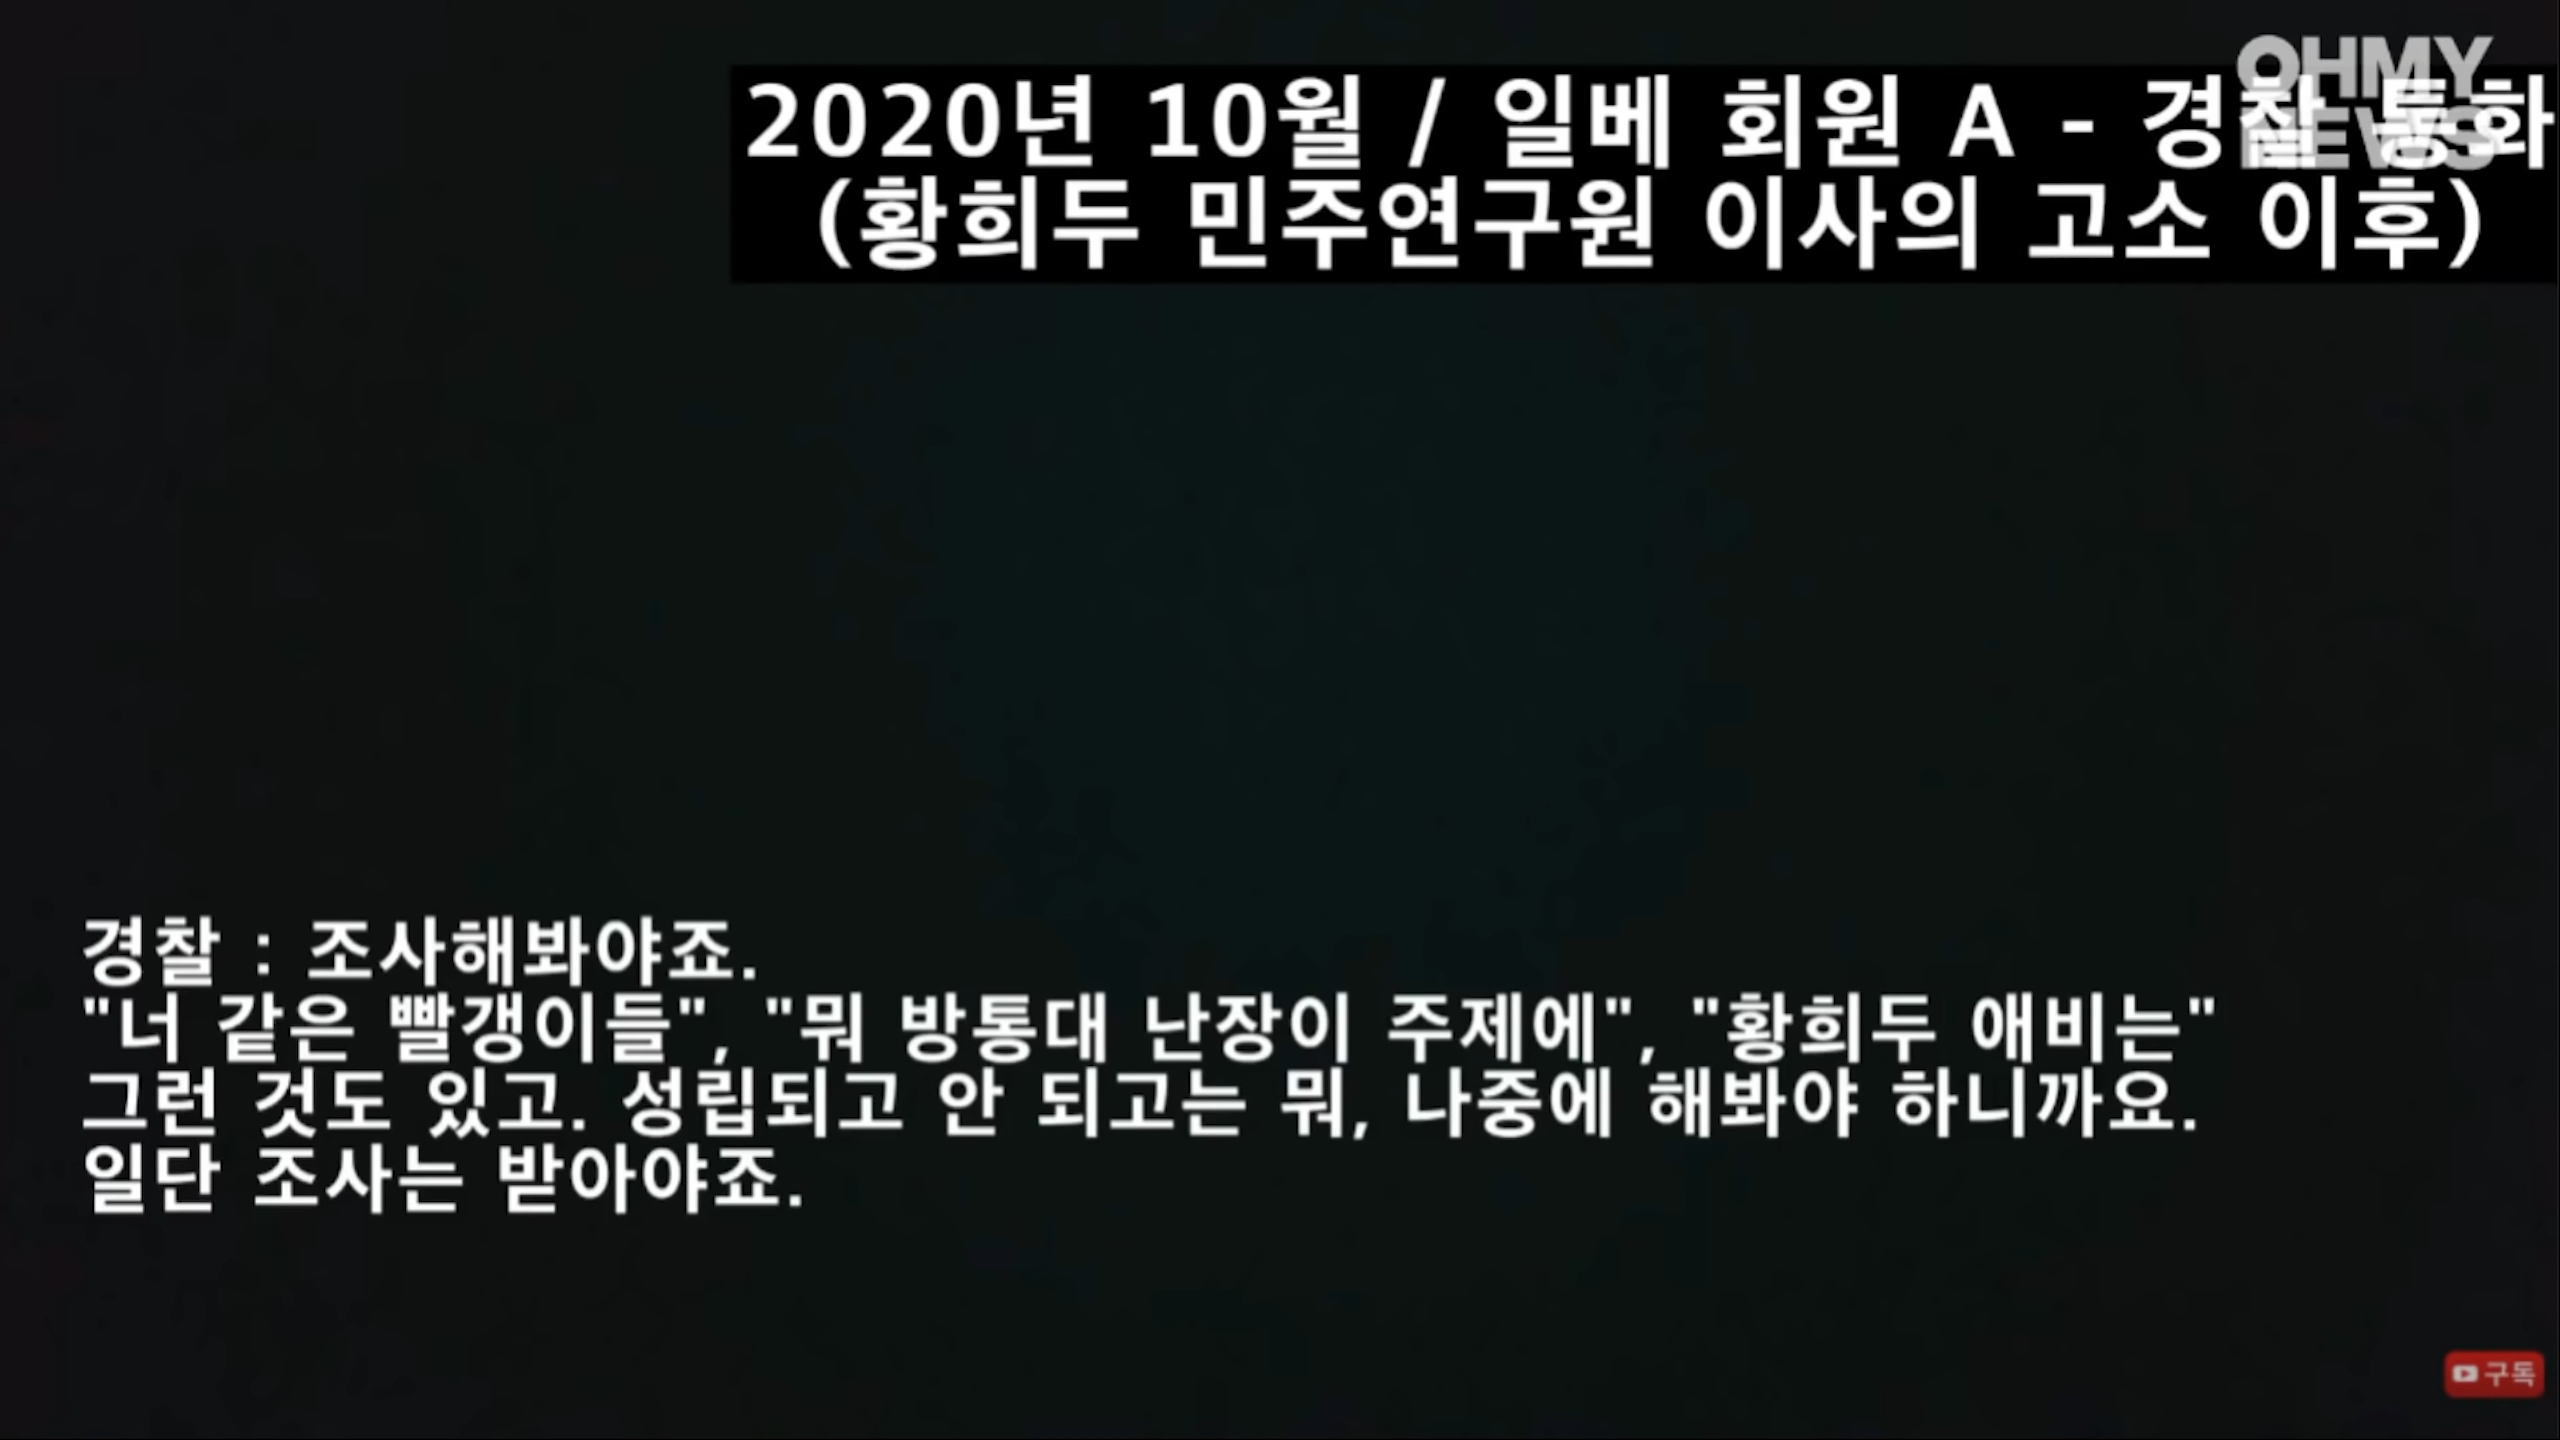 OHMY
NEWS
2020년 10월 / 일베 회원 A - 경찰 통화
(황희두 민주연구원 이사의 고소 이후)
경찰 : 조사해봐야죠.
"너 같은 빨갱이들", "뭐 방통대 난장이 주제에", "황희두 애비는"
그런 것도 있고. 성립되고 안 되고는 뭐, 나중에 해봐야 하니까요.
일단 조사는 받아야죠.
구독